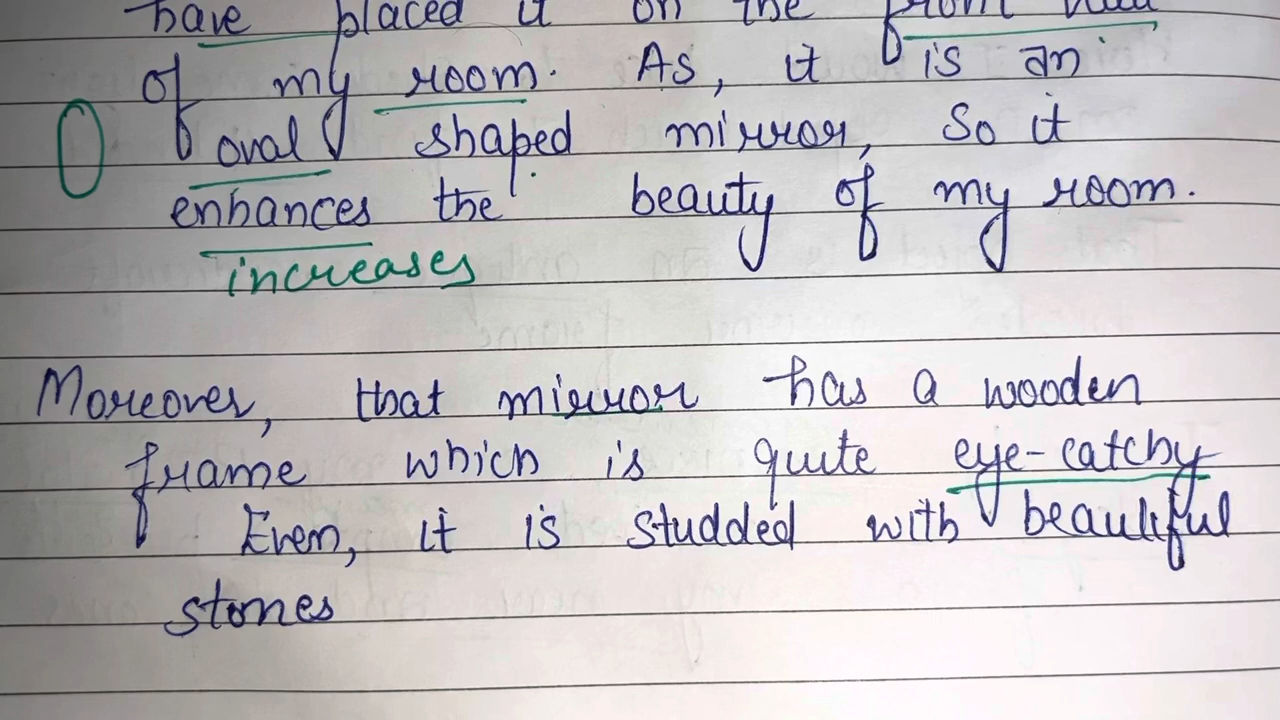 have placed it on the front wall
of my room. As, it is an
oval shaped mirror, So it
enhances the beauty of my room.
increases
Moreover, that mirror has a wooden
frame which is quite eye-catchy
Even, it is studded with beautiful
stones